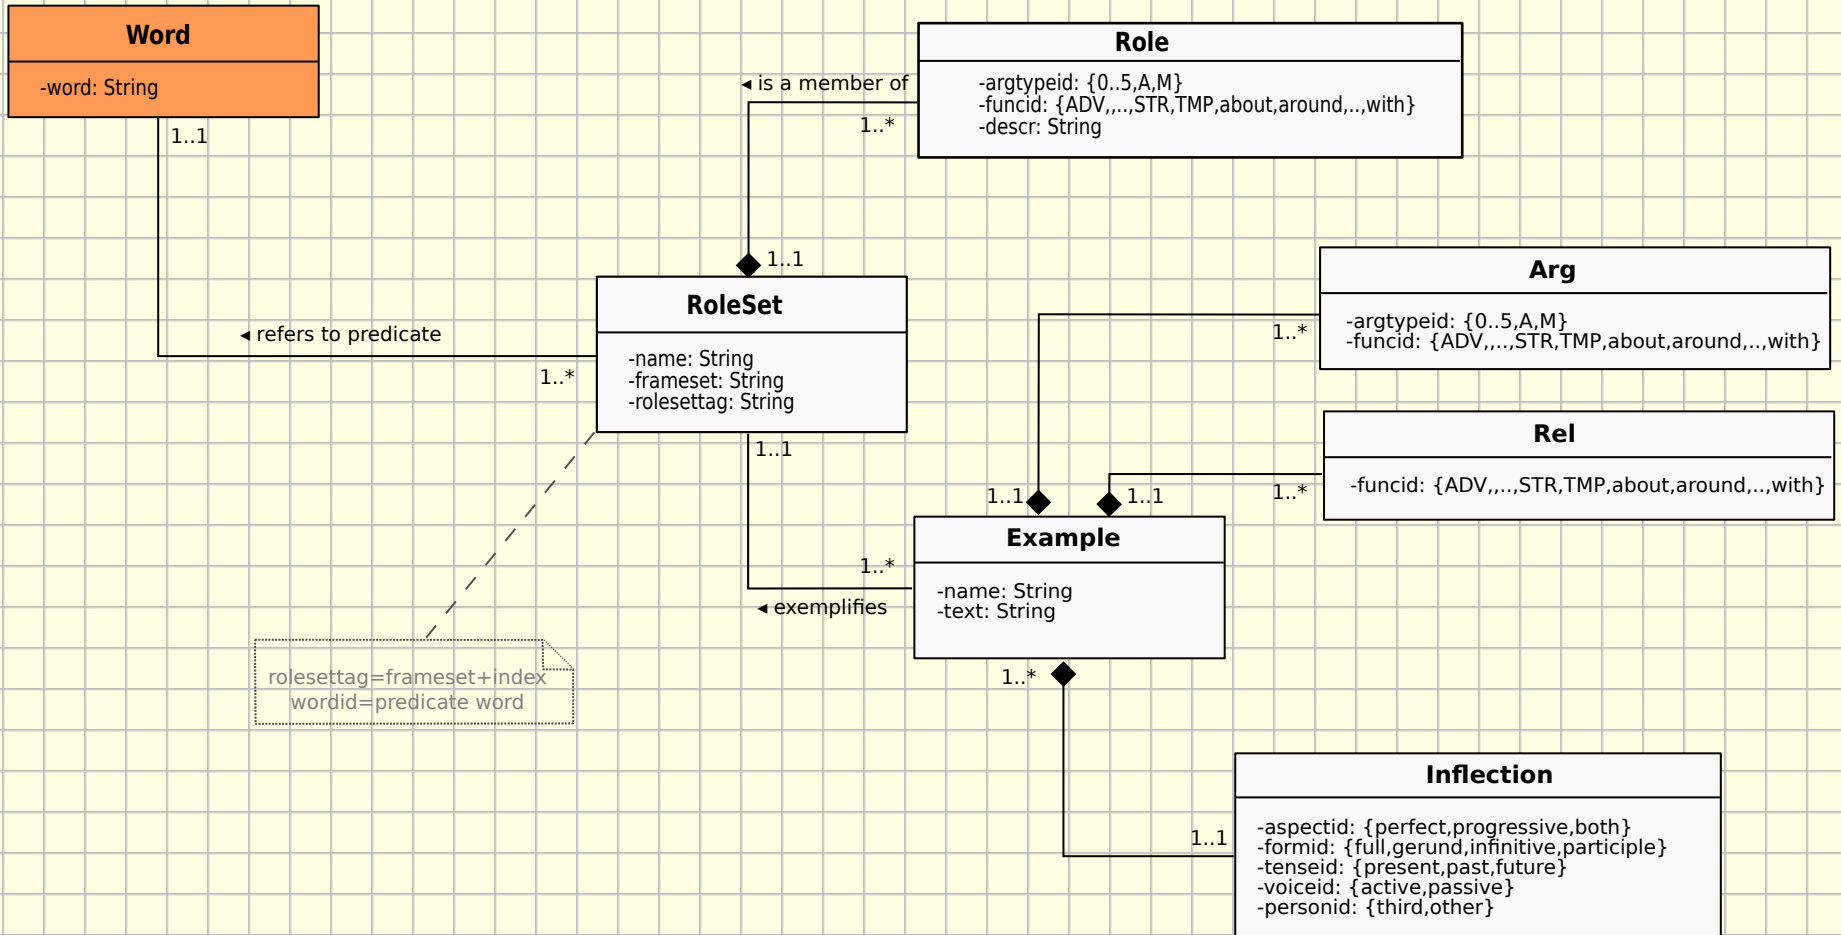 Word
-word: String
1..1
Role
-argtypeid: {0..5,A,M}
-funcid: {ADV,,..,STR,TMP,about,around,..,with}
-descr: String
◂ is a member of
1..*
1..1
RoleSet
-name: String
-frameset: String
-rolesettag: String
◂ refers to predicate
1..*
Arg
-argtypeid: {0..5,A,M}
-funcid: {ADV,,..,STR,TMP,about,around,..,with}
1..*
1..1
Rel
-funcid: {ADV,,..,STR,TMP,about,around,..,with}
1..*
1..1
1..1
Example
-name: String
-text: String
1..*
◂ exemplifies
rolesettag=frameset+index
wordid=predicate word
1..*
1..1
Inflection
-aspectid: {perfect,progressive,both}
-formid: {full,gerund,infinitive,participle}
-tenseid: {present,past,future}
-voiceid: {active,passive}
-personid: {third,other}